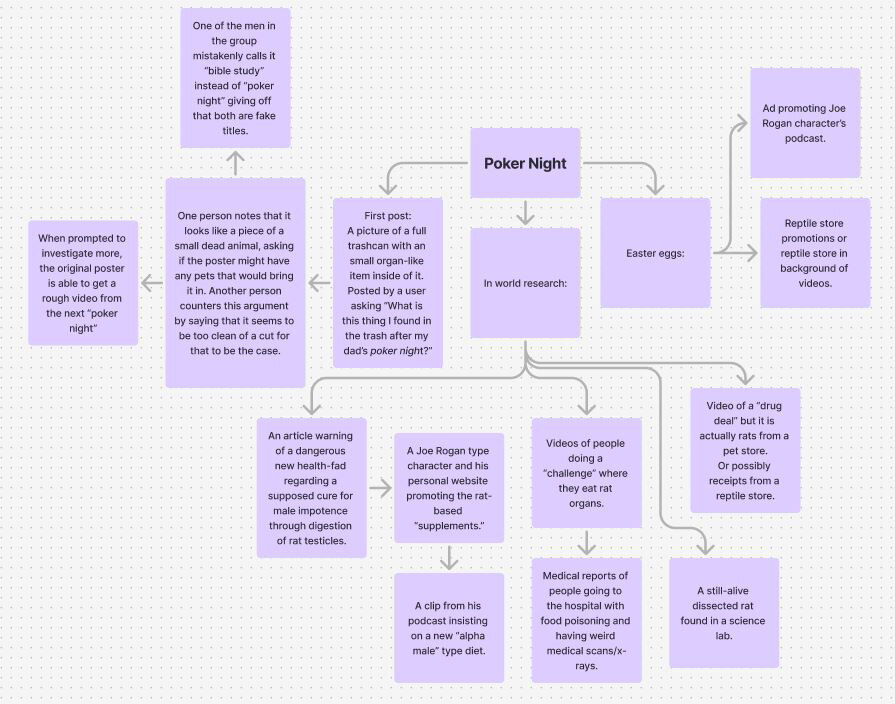 One of the men in
the group
mistakenly calls it
“bible study”
instead of “poker
night” giving off
that both are fake
titles.
Ad promoting Joe
Rogan character’s
podcast.
Poker Night
One person notes that it
looks like a piece of a
small dead animal, asking
if the poster might have
any pets that would bring
it in. Another person
counters this argument
by saying that it seems to
be too clean of a cut for
that to be the case.
First post:
A picture of a full
trashcan with an
small organ-like
item inside of it.
Posted by a user
asking “What is
this thing I found in
the trash after my
dad’s poker night?”
When prompted to
investigate more,
the original poster
is able to get a
rough video from
the next “poker
night”
In world research:
Easter eggs:
Reptile store
promotions or
reptile store in
background of
videos.
An article warning
of a dangerous
new health-fad
regarding a
supposed cure for
male impotence
through digestion
of rat testicles.
A Joe Rogan type
character and his
personal website
promoting the rat-
based
“supplements.”
Videos of people
doing a
“challenge” where
they eat rat
organs.
Video of a “drug
deal” but it is
actually rats from a
pet store.
Or possibly
receipts from a
reptile store.
A clip from his
podcast insisting
on a new “alpha
male” type diet.
Medical reports of
people going to
the hospital with
food poisoning and
having weird
medical scans/x-
rays.
A still-alive
dissected rat
found in a science
lab.